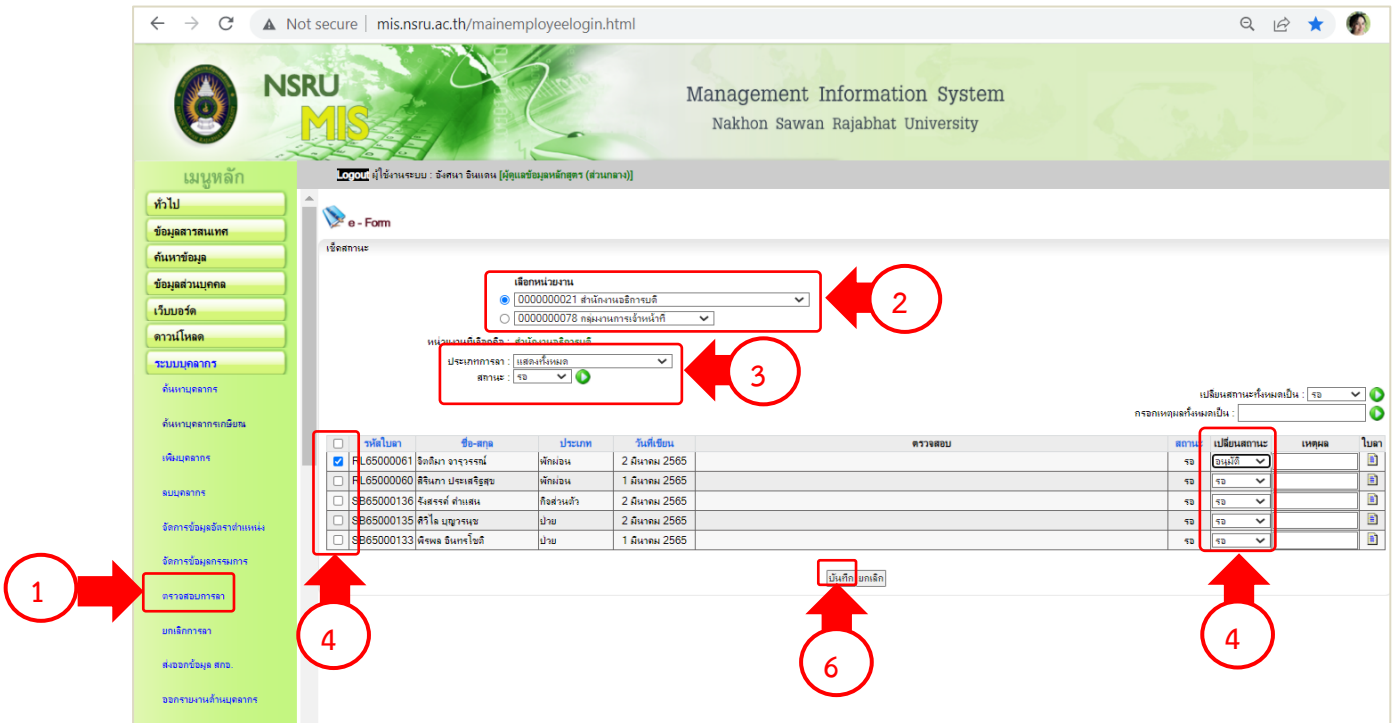 Not secure | mis.nsru.ac.th/mainemployeelogin.html
NSRU
MIS
Management Information System
Nakhon Sawan Rajabhat University
เมนูหลัก
Logout ผู้ใช้งานระบบ : อังศนา อินแถน [ผู้ดูแลข้อมูลหลักสูตร (ส่วนกลาง)]
ทั่วไป
ข้อมูลสารสนเทศ
ค้นหาข้อมูล
ข้อมูลส่วนบุคคล
เว็บบอร์ด
ดาวน์โหลด
ระบบบุคลากร
ค้นหาบุคลากร
ค้นหาบุคลากรเกษียณ
เพิ่มบุคลากร
ลบบุคลากร
จัดการข้อมูลอัตราตำแหน่ง
จัดการข้อมูลกรรมการ
ตรวจสอบการลา
ยกเลิกการลา
ส่งออกข้อมูล สกอ.
ออกรายงานด้านบุคลากร
1
e - Form
เช็คสถานะ
เลือกหน่วยงาน
0000000021 สำนักงานอธิการบดี
0000000078 กลุ่มงานการเจ้าหน้าที่
2
หน่วยงานที่เลือกคือ : สำนักงานอธิการบดี
ประเภทการลา : แสดงทั้งหมด
สถานะ : รอ
3
เปลี่ยนสถานะทั้งหมดเป็น : รอ
กรอกเหตุผลทั้งหมดเป็น :
รหัสใบลา ชื่อ-สกุล ประเภท วันที่เขียน ตรวจสอบ สถานะ เปลี่ยนสถานะ เหตุผล ใบลา
RL65000061 จิตติมา จารุวรรณ์ พักผ่อน 2 มีนาคม 2565 รอ อนุมัติ
RL65000060 สิรินภา ประเสริฐสุข พักผ่อน 1 มีนาคม 2565 รอ รอ
SB65000136 รังสรรค์ คำแสน กิจส่วนตัว 2 มีนาคม 2565 รอ รอ
SB65000135 ศิวิไล บุญวรนุช ป่วย 2 มีนาคม 2565 รอ รอ
SB65000133 พีรพล อินทรโชติ ป่วย 1 มีนาคม 2565 รอ รอ
บันทึก ยกเลิก
4
6
4